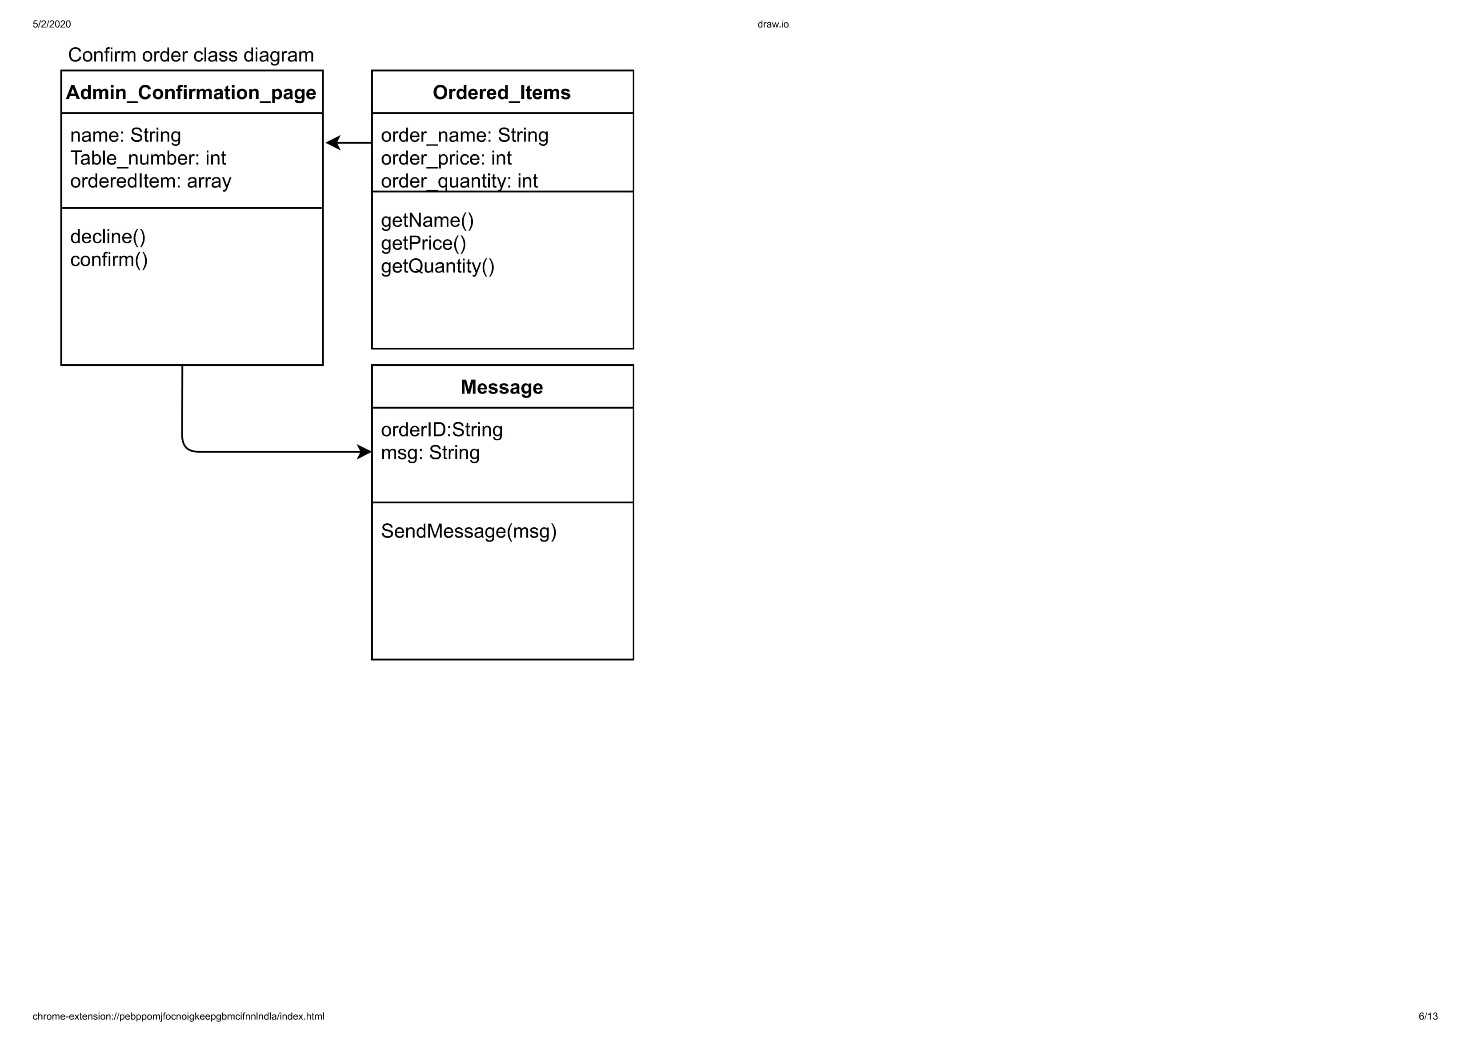 5/2/2020
draw.io
Confirm order class diagram
Admin_Confirmation_page
name: String
Table_number: int
orderedItem: array
decline()
confirm()
Ordered_Items
order_name: String
order_price: int
order_quantity: int
getName()
getPrice()
getQuantity()
Message
orderID:String
msg: String
SendMessage(msg)
chrome-extension://pebppomjfocnoigkeepgbmcifnnlndla/index.html
6/13